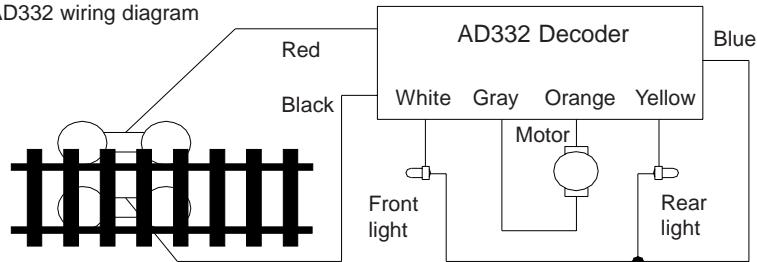 AD332 wiring diagram
AD332 Decoder
Blue
Red
Black
White Gray Orange Yellow
Motor
Front
light
Rear
light